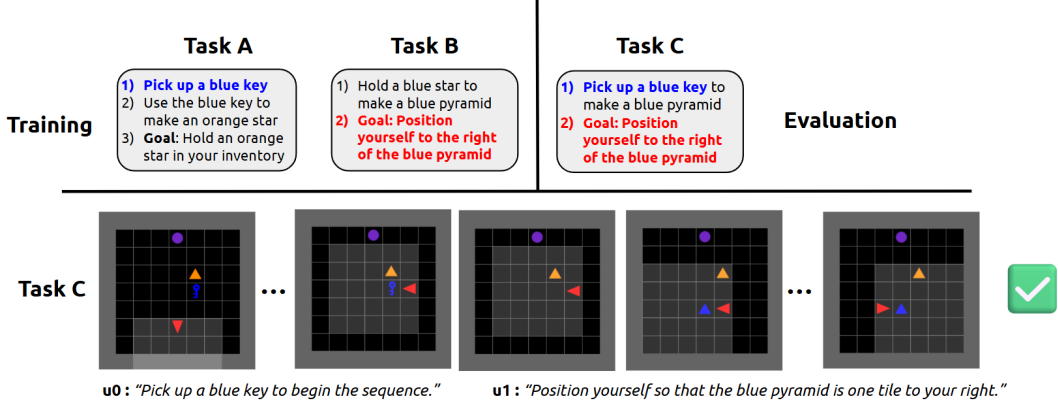 Task A
Task B
Task C
Training
Evaluation
1) Pick up a blue key
2) Use the blue key to
make an orange star
3) Goal: Hold an orange
star in your inventory
1) Hold a blue star to
make a blue pyramid
2) Goal: Position
yourself to the right
of the blue pyramid
1) Pick up a blue key to
make a blue pyramid
2) Goal: Position
yourself to the right
of the blue pyramid
Task C
...
...
u0 : “Pick up a blue key to begin the sequence.”
u1 : “Position yourself so that the blue pyramid is one tile to your right.”